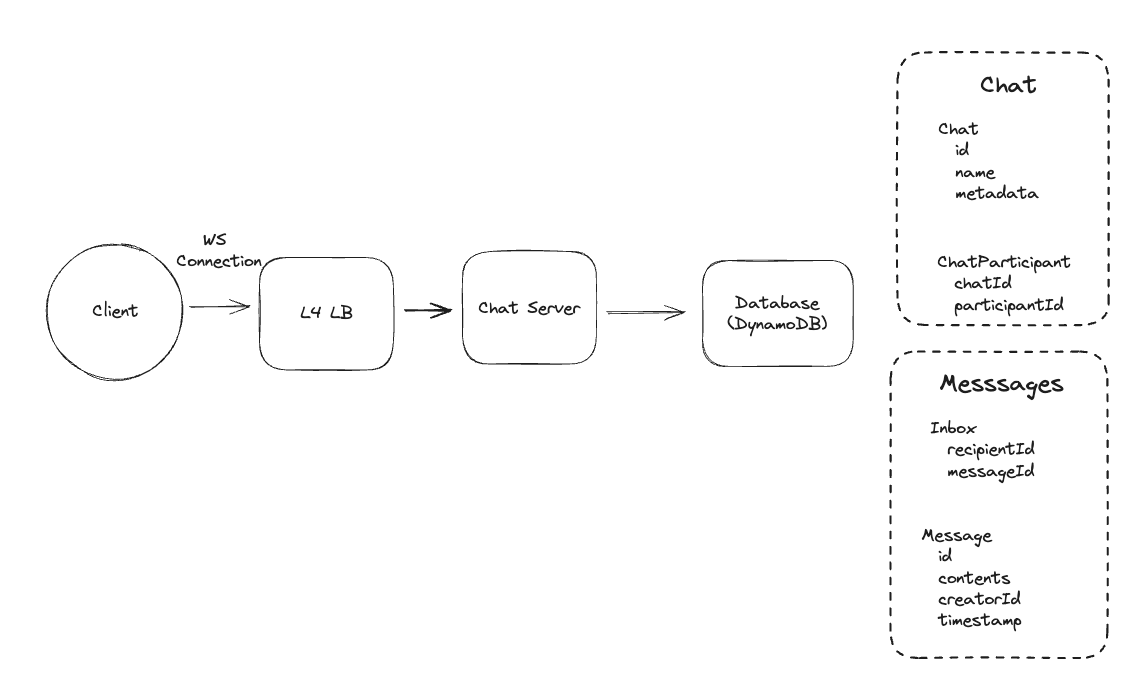 Client
WS
Connection
L4 LB
Chat Server
Database
(DynamoDB)
Chat
Chat
id
name
metadata
ChatParticipant
chatId
participantId
Messsages
Inbox
recipientId
messageId
Message
id
contents
creatorId
timestamp